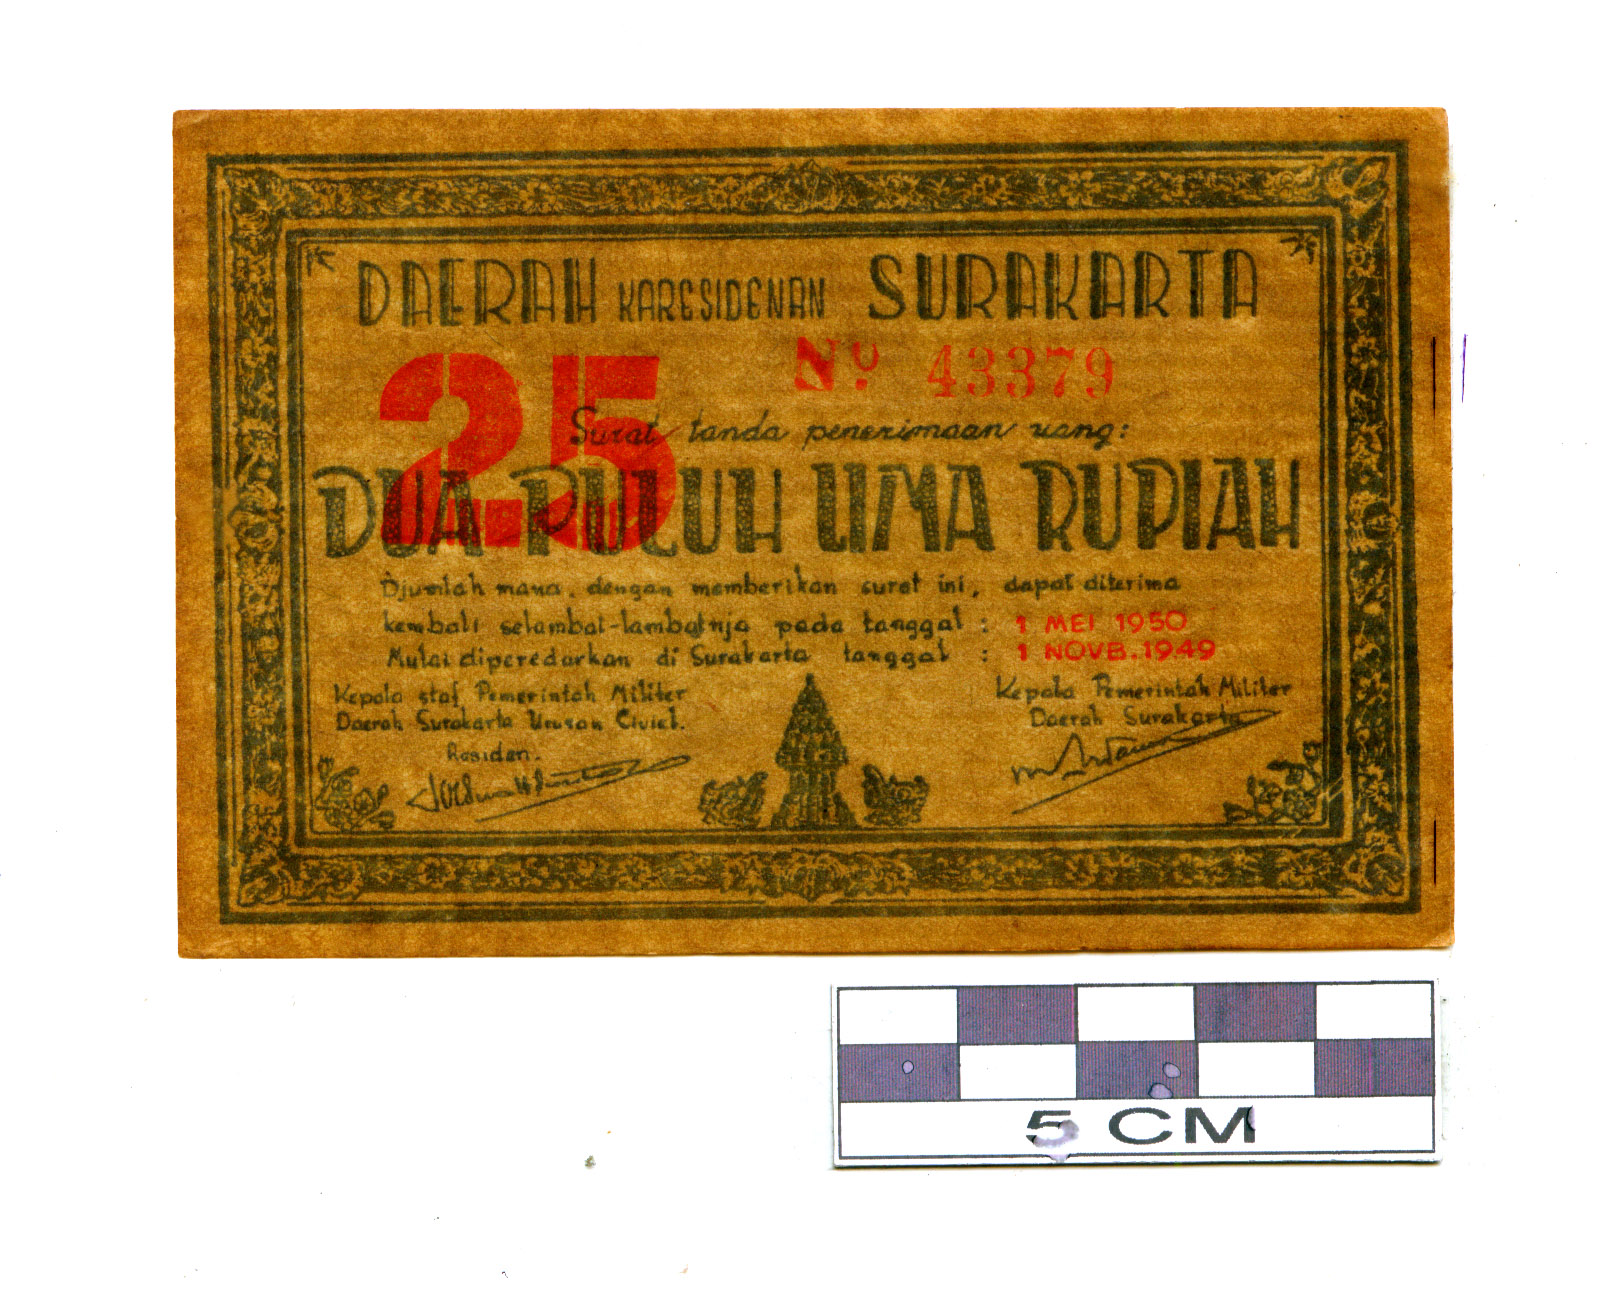 DAERAH KARESIDENAN SURAKARTA
25
No 43379
Surat tanda penerimaan uang:
DUA PULUH LIMA RUPIAH
Djumlah mana, dengan memberikan surat ini, dapat diterima
kembali selambat-lambatnja pada tanggal : 1 MEI 1950
Mulai diperedarkan di Surakarta tanggal : 1 NOVB. 1949
Kepala staf Pemerintah Militer
Daerah Surakarta Urusan Civiel.
Residen.
Kepala Pemerintah Militer
Daerah Surakarta
5 CM